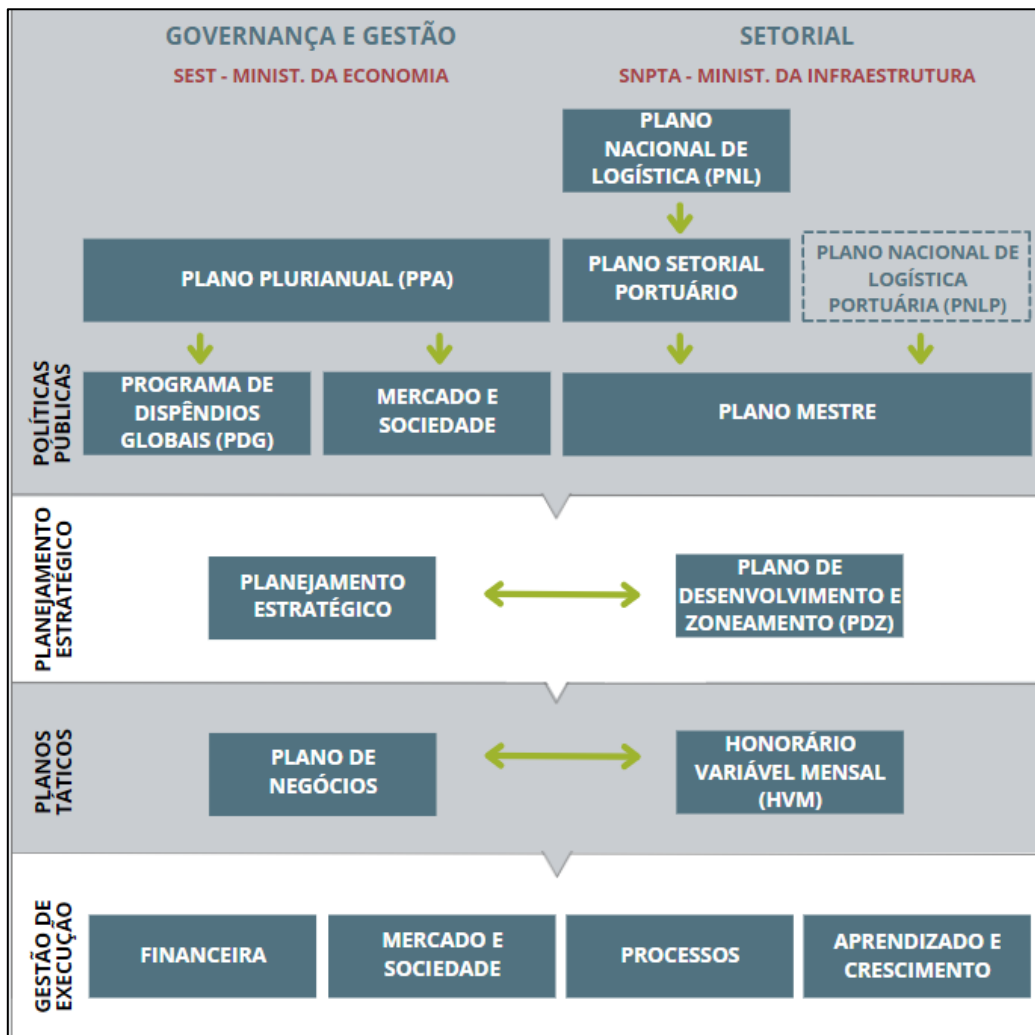 GOVERNANÇA E GESTÃO
SETORIAL
SEST - MINIST. DA ECONOMIA
SNPTA - MINIST. DA INFRAESTRUTURA
PLANO
NACIONAL DE
LOGÍSTICA (PNL)
PLANO PLURIANUAL (PPA)
PLANO SETORIAL
PORTUÁRIO
PLANO NACIONAL DE
LOGÍSTICA
PORTUÁRIA (PNLP)
POLÍTICAS
PÚBLICAS
PROGRAMA DE
DISPÊNDIOS
GLOBAIS (PDG)
MERCADO E
SOCIEDADE
PLANO MESTRE
PLANEJAMENTO
ESTRATÉGICO
PLANEJAMENTO
ESTRATÉGICO
PLANO DE
DESENVOLVIMENTO E
ZONEAMENTO (PDZ)
PLANOS
TÁTICOS
PLANO DE
NEGÓCIOS
HONORÁRIO
VARIÁVEL MENSAL
(HVM)
GESTÃO DE
EXECUÇÃO
FINANCEIRA
MERCADO E
SOCIEDADE
PROCESSOS
APRENDIZADO E
CRESCIMENTO